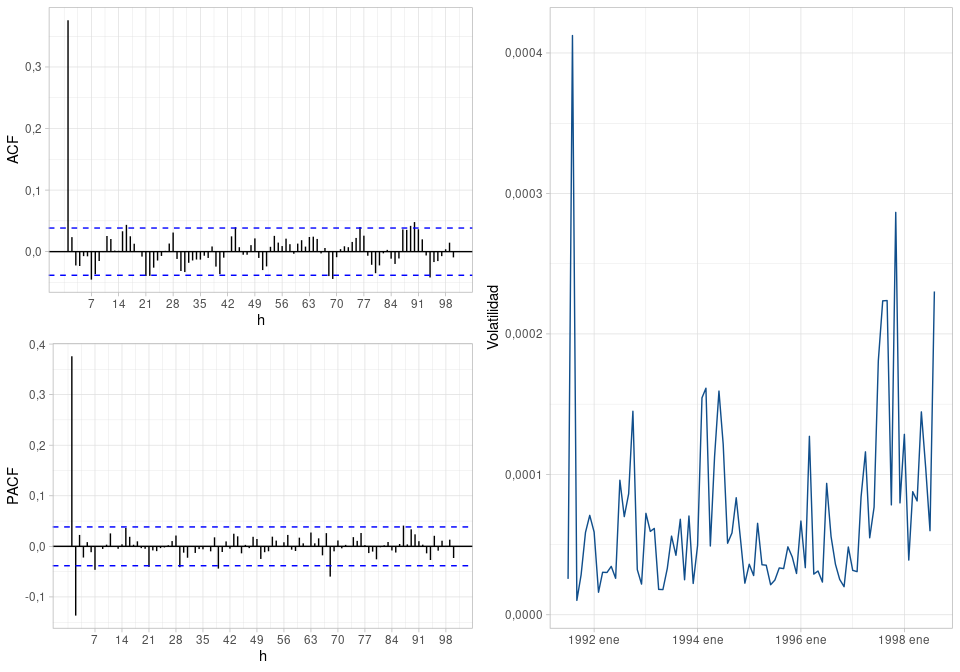 ACF
0,3
0,2
0,1
0,0
7 14 21 28 35 42 49 56 63 70 77 84 91 98
h
PACF
0,4
0,3
0,2
0,1
0,0
-0,1
7 14 21 28 35 42 49 56 63 70 77 84 91 98
h
Volatilidad
0,0004
0,0003
0,0002
0,0001
0,0000
1992 ene 1994 ene 1996 ene 1998 ene